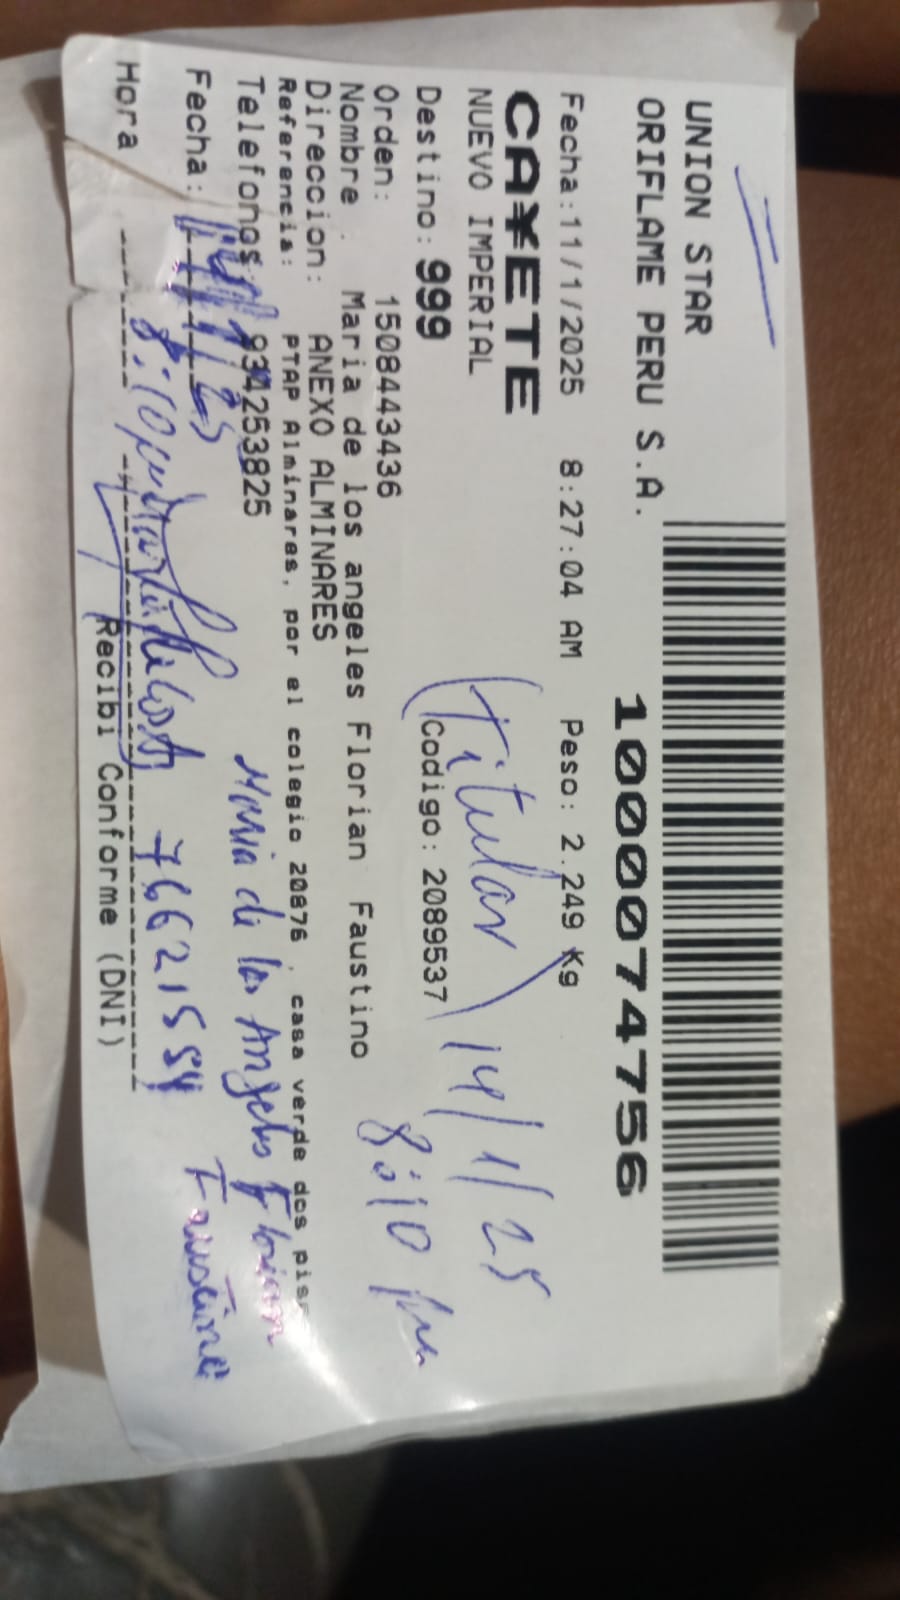 UNION STAR
ORIFLAME PERU S.A.
1000074756
Fecha:11/1/2025 8:27:04 AM Peso: 2.249 Kg
CA¥ETE
NUEVO IMPERIAL
(titular) 14/1/25
Destino: 999 Codigo: 2089537
8:10 pm
Orden: 1508443436
Nombre : Maria de los angeles Florian Faustino
Direccion: ANEXO ALMINARES
Referencia: PTAP Alminares, por el colegio 20876 , casa verde dos pis
Telefonos 934253825
Maria de los Angeles Florian
Faustino
Fecha: 14/1/25
8:10 pm 76621554
Hora
Recibi Conforme (DNI)